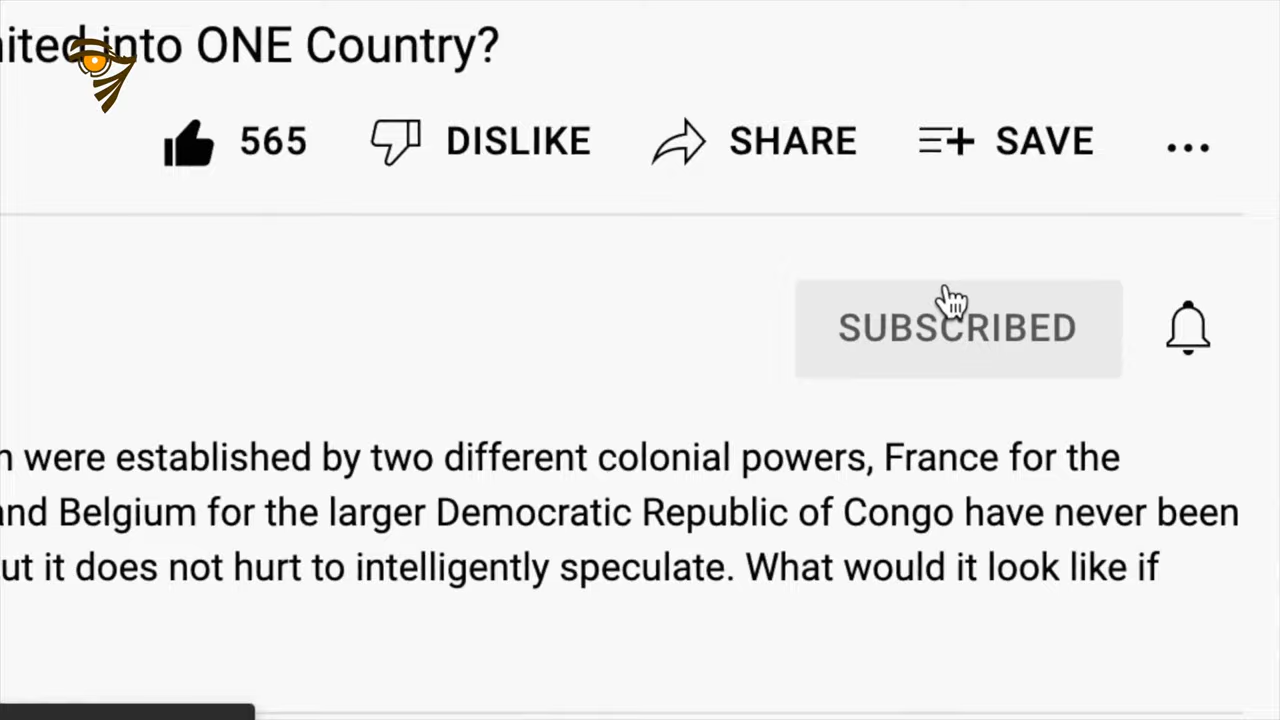 into ONE Country?
565 DISLIKE SHARE SAVE ...
SUBSCRIBED
were established by two different colonial powers, France for the
and Belgium for the larger Democratic Republic of Congo have never been
it does not hurt to intelligently speculate. What would it look like if